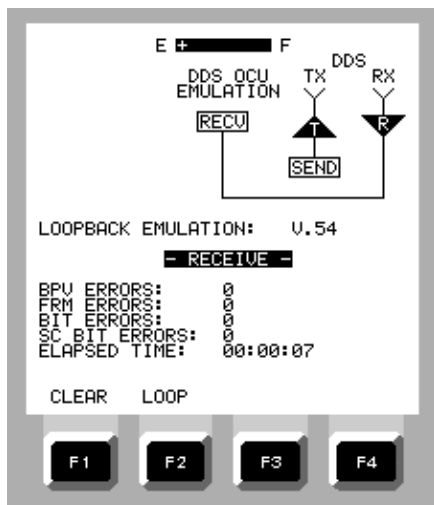 E + F
DDS
DDS OCU TX RX
EMULATION
RECV T R
SEND
LOOPBACK EMULATION: V.54
- RECEIVE -
BPV ERRORS: 0
FRM ERRORS: 0
BIT ERRORS: 0
SC BIT ERRORS: 0
ELAPSED TIME: 00:00:07
CLEAR LOOP
F1 F2 F3 F4